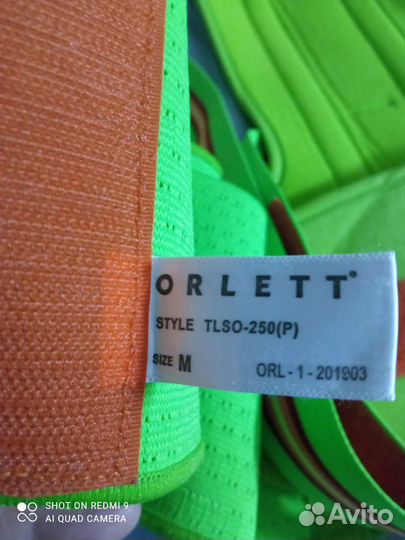 ORLETT®
STYLE TLSO-250(P)
SIZE M ORL-1-201903
SHOT ON REDMI 9
AI QUAD CAMERA
Avito